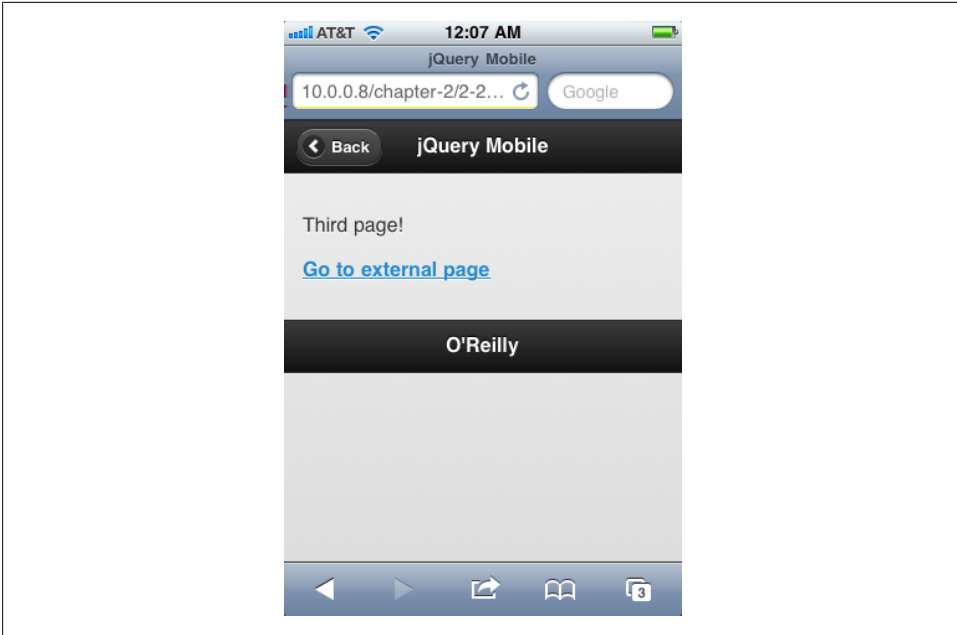 AT&T 12:07 AM
jQuery Mobile
10.0.0.8/chapter-2/2-2... Google
Back jQuery Mobile
Third page!
Go to external page
O'Reilly
3